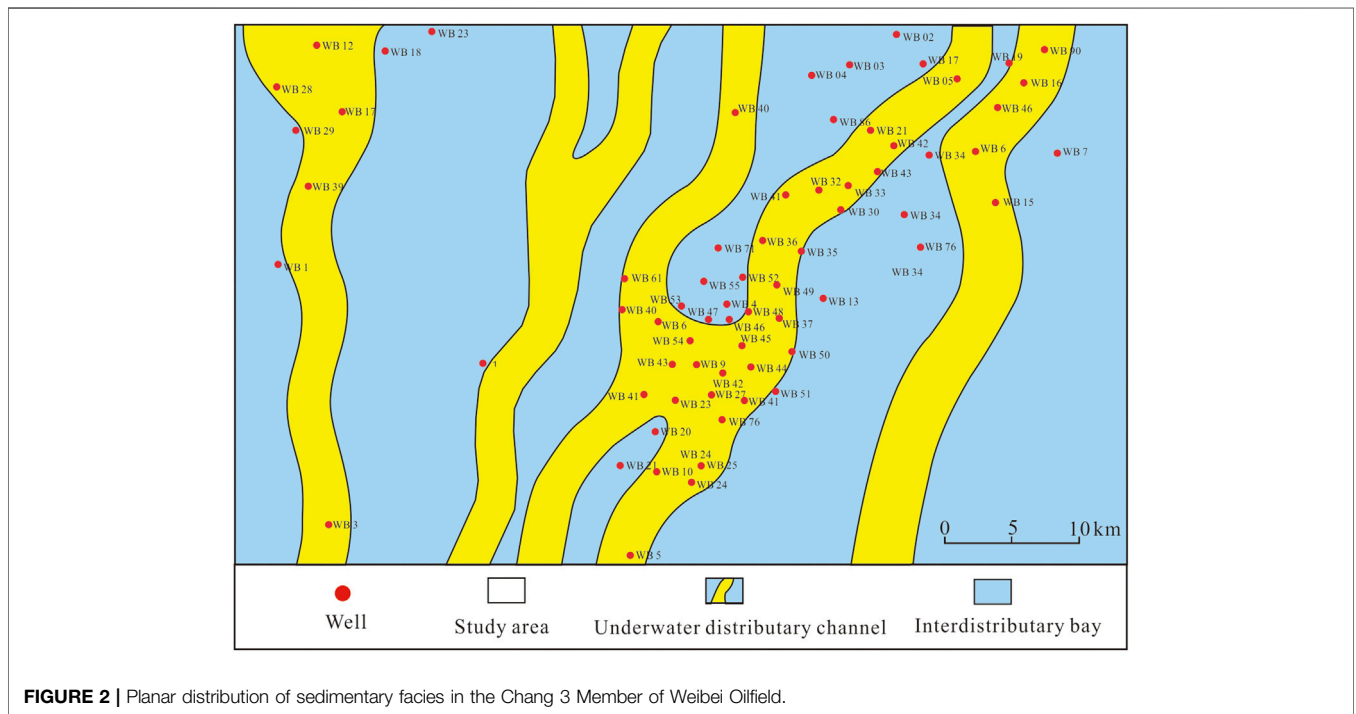 WB 23
WB 02
WB 12
WB 18
WB 90
WB 19
WB 17
WB 03
WB 04
WB 05
WB 16
WB 28
WB 17
WB 40
WB 46
WB 86
WB 29
WB 21
WB 42
WB 34
WB 6
WB 7
WB 43
WB 39
WB 32
WB 33
WB 41
WB 15
WB 30
WB 34
WB 36
WB 71
WB 35
WB 76
WB 1
WB 34
WB 61
WB 52
WB 55
WB 49
WB 53
WB 4
WB 13
WB 40
WB 47
WB 48
WB 6
WB 46
WB 37
0 5 10 km
WB 54
WB 45
WB 50
1
WB 43
WB 9
WB 44
WB 42
WB 41
WB 23
WB 27
WB 41
WB 51
WB 76
WB 20
WB 24
WB 21
WB 10
WB 25
WB 24
WB 3
WB 5
Well
Study area
Underwater distributary channel
Interdistributary bay
FIGURE 2 | Planar distribution of sedimentary facies in the Chang 3 Member of Weibei Oilfield.